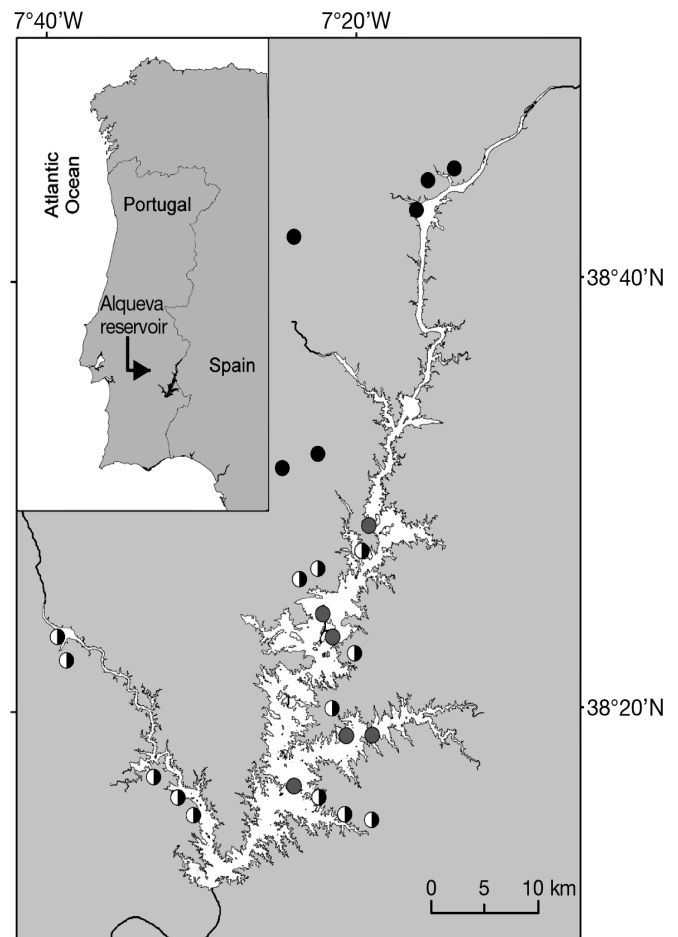 7°40’W
7°20’W
Atlantic
Ocean
Portugal
Alqueva
reservoir
Spain
38°40’N
38°20’N
0 5 10 km